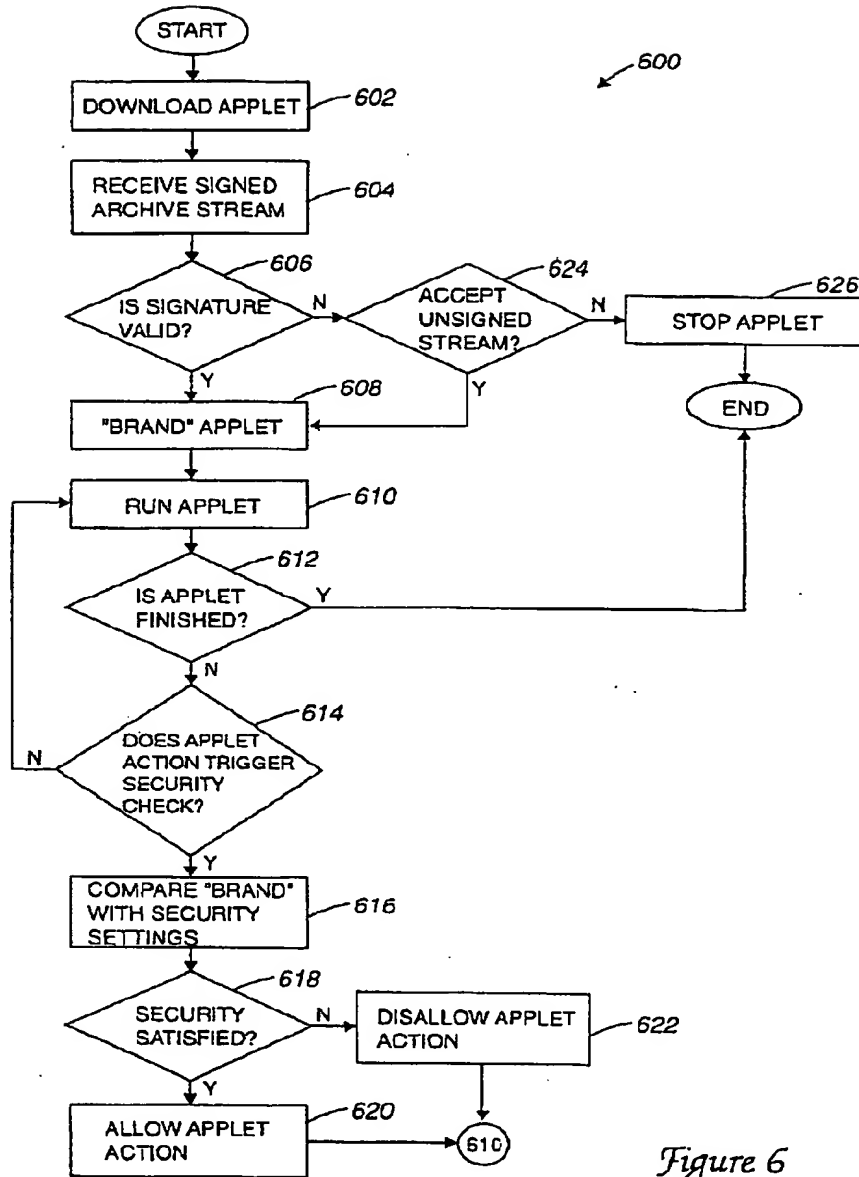 START
600
DOWNLOAD APPLET
602
RECEIVE SIGNED
ARCHIVE STREAM
604
606
IS SIGNATURE
VALID?
N
Y
624
ACCEPT
UNSIGNED
STREAM?
N
Y
626
STOP APPLET
END
608
"BRAND" APPLET
RUN APPLET
610
612
IS APPLET
FINISHED?
Y
N
614
DOES APPLET
ACTION TRIGGER
SECURITY
CHECK?
N
Y
COMPARE "BRAND"
WITH SECURITY
SETTINGS
616
618
SECURITY
SATISFIED?
N
Y
DISALLOW APPLET
ACTION
622
620
ALLOW APPLET
ACTION
610
Figure 6